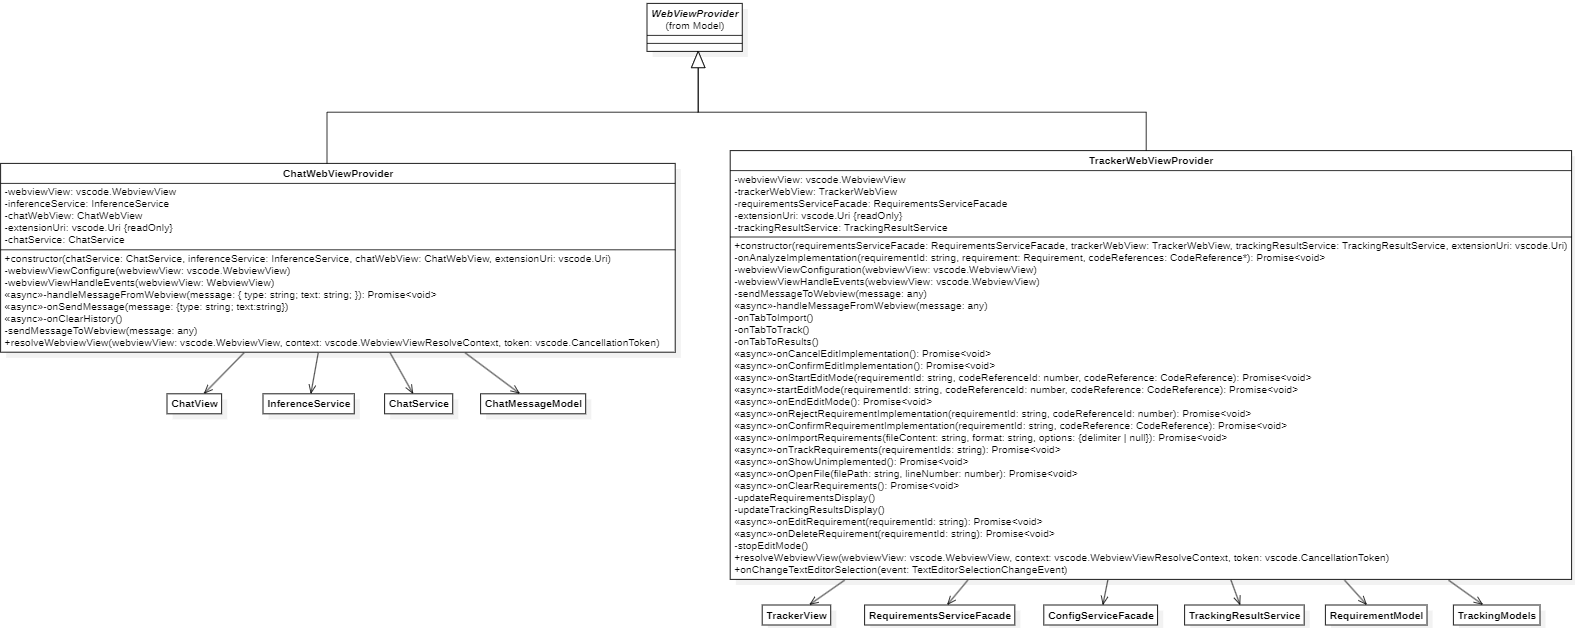 WebViewProvider
(from Model)
ChatWebViewProvider
-webviewView: vscode.WebviewView
-inferenceService: InferenceService
-chatWebView: ChatWebView
-extensionUri: vscode.Uri {readOnly}
-chatService: ChatService
+constructor(chatService: ChatService, inferenceService: InferenceService, chatWebView: ChatWebView, extensionUri: vscode.Uri)
-webviewViewConfigure(webviewView: vscode.WebviewView)
-webviewViewHandleEvents(webviewView: WebviewView)
«async»-handleMessageFromWebview(message: { type: string; text: string; }): Promise<void>
«async»-onSendMessage(message: {type: string; text:string})
«async»-onClearHistory()
-sendMessageToWebview(message: any)
+resolveWebviewView(webviewView: vscode.WebviewView, context: vscode.WebviewViewResolveContext, token: vscode.CancellationToken)
ChatView
InferenceService
ChatService
ChatMessageModel
TrackerWebViewProvider
-webviewView: vscode.WebviewView
-trackerWebView: TrackerWebView
-requirementsServiceFacade: RequirementsServiceFacade
-extensionUri: vscode.Uri {readOnly}
-trackingResultService: TrackingResultService
+constructor(requirementsServiceFacade: RequirementsServiceFacade, trackerWebView: TrackerWebView, trackingResultService: TrackingResultService, extensionUri: vscode.Uri)
-onAnalyzeImplementation(requirementId: string, requirement: Requirement, codeReferences: CodeReference*): Promise<void>
-webviewViewConfiguration(webviewView: vscode.WebviewView)
-webviewViewHandleEvents(webviewView: vscode.WebviewView)
-sendMessageToWebview(message: any)
«async»-handleMessageFromWebview(message: any)
-onTabToImport()
-onTabToTrack()
-onTabToResults()
«async»-onCancelEditImplementation(): Promise<void>
«async»-onConfirmEditImplementation(): Promise<void>
«async»-onStartEditMode(requirementId: string, codeReferenceId: number, codeReference: CodeReference): Promise<void>
«async»-startEditMode(requirementId: string, codeReferenceId: number, codeReference: CodeReference): Promise<void>
«async»-onEndEditMode(): Promise<void>
«async»-onRejectRequirementImplementation(requirementId: string, codeReferenceId: number): Promise<void>
«async»-onConfirmRequirementImplementation(requirementId: string, codeReference: CodeReference): Promise<void>
«async»-onImportRequirements(fileContent: string, format: string, options: {delimiter | null}): Promise<void>
«async»-onTrackRequirements(requirementIds: string): Promise<void>
«async»-onShowUnimplemented(): Promise<void>
«async»-onOpenFile(filePath: string, lineNumber: number): Promise<void>
«async»-onClearRequirements(): Promise<void>
-updateRequirementsDisplay()
-updateTrackingResultsDisplay()
«async»-onEditRequirement(requirementId: string): Promise<void>
«async»-onDeleteRequirement(requirementId: string): Promise<void>
-stopEditMode()
+resolveWebviewView(webviewView: vscode.WebviewView, context: vscode.WebviewViewResolveContext, token: vscode.CancellationToken)
+onChangeTextEditorSelection(event: TextEditorSelectionChangeEvent)
TrackerView
RequirementsServiceFacade
ConfigServiceFacade
TrackingResultService
RequirementModel
TrackingModels